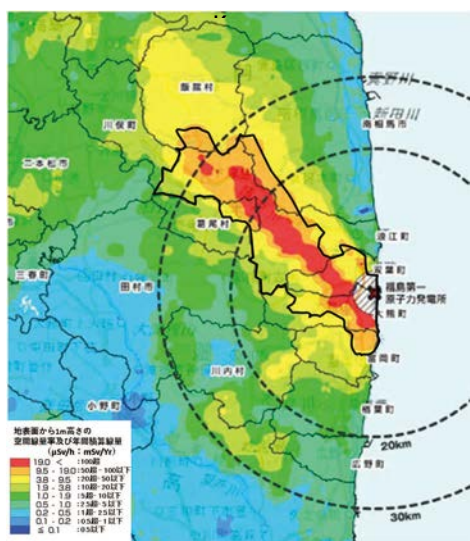 真野川
新田川
飯舘村
南相馬市
川俣町
二本松市
浪江町
葛尾村
双葉町
福島第一
原子力発電所
三春町
田村市
大熊町
富岡町
川内村
小野町
楢葉町
広野町
20km
30km
地表面から1m高さの
空間線量率及び年間積算線量
(μSv/h：mSv/Yr)
19.0 < ：100超
9.5 - 19.0：50超-100以下
3.8 - 9.5：20超-50以下
1.9 - 3.8：10超-20以下
1.0 - 1.9：5超-10以下
0.5 - 1.0：2.5超-5以下
0.2 - 0.5：1超-2.5以下
0.1 - 0.2：0.5超-1以下
≦ 0.1：0.5以下